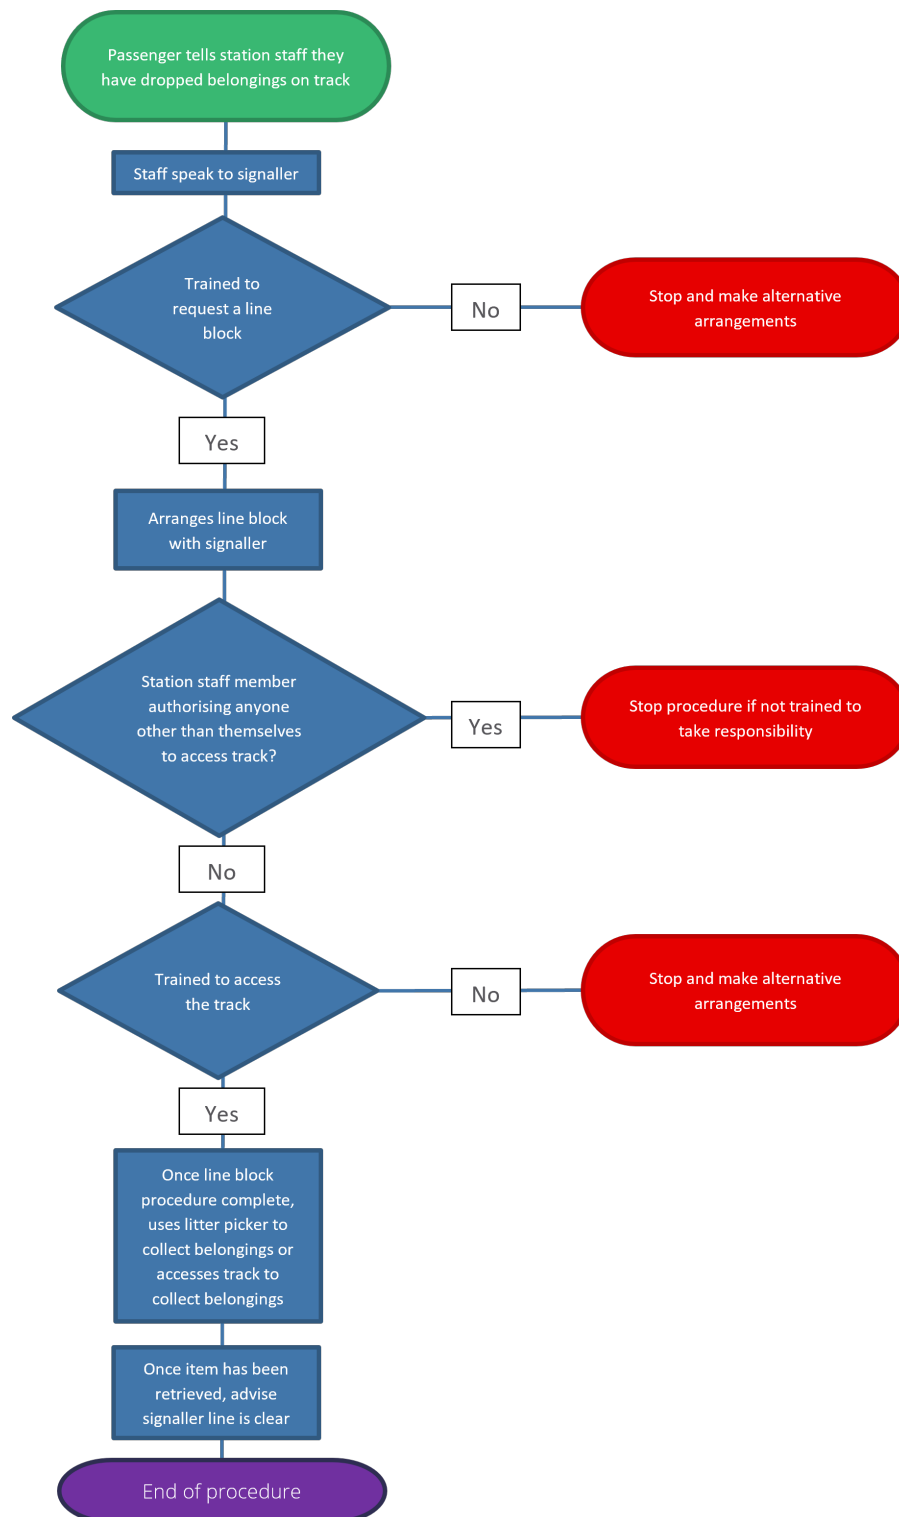 Passenger tells station staff they
have dropped belongings on track
Staff speak to signaller
Trained to
request a line
block
No
Stop and make alternative
arrangements
Yes
Arranges line block
with signaller
Station staff member
authorising anyone
other than themselves
to access track?
Yes
Stop procedure if not trained to
take responsibility
No
Trained to access
the track
No
Stop and make alternative
arrangements
Yes
Once line block
procedure complete,
uses litter picker to
collect belongings or
accesses track to
collect belongings
Once item has been
retrieved, advise
signaller line is clear
End of procedure